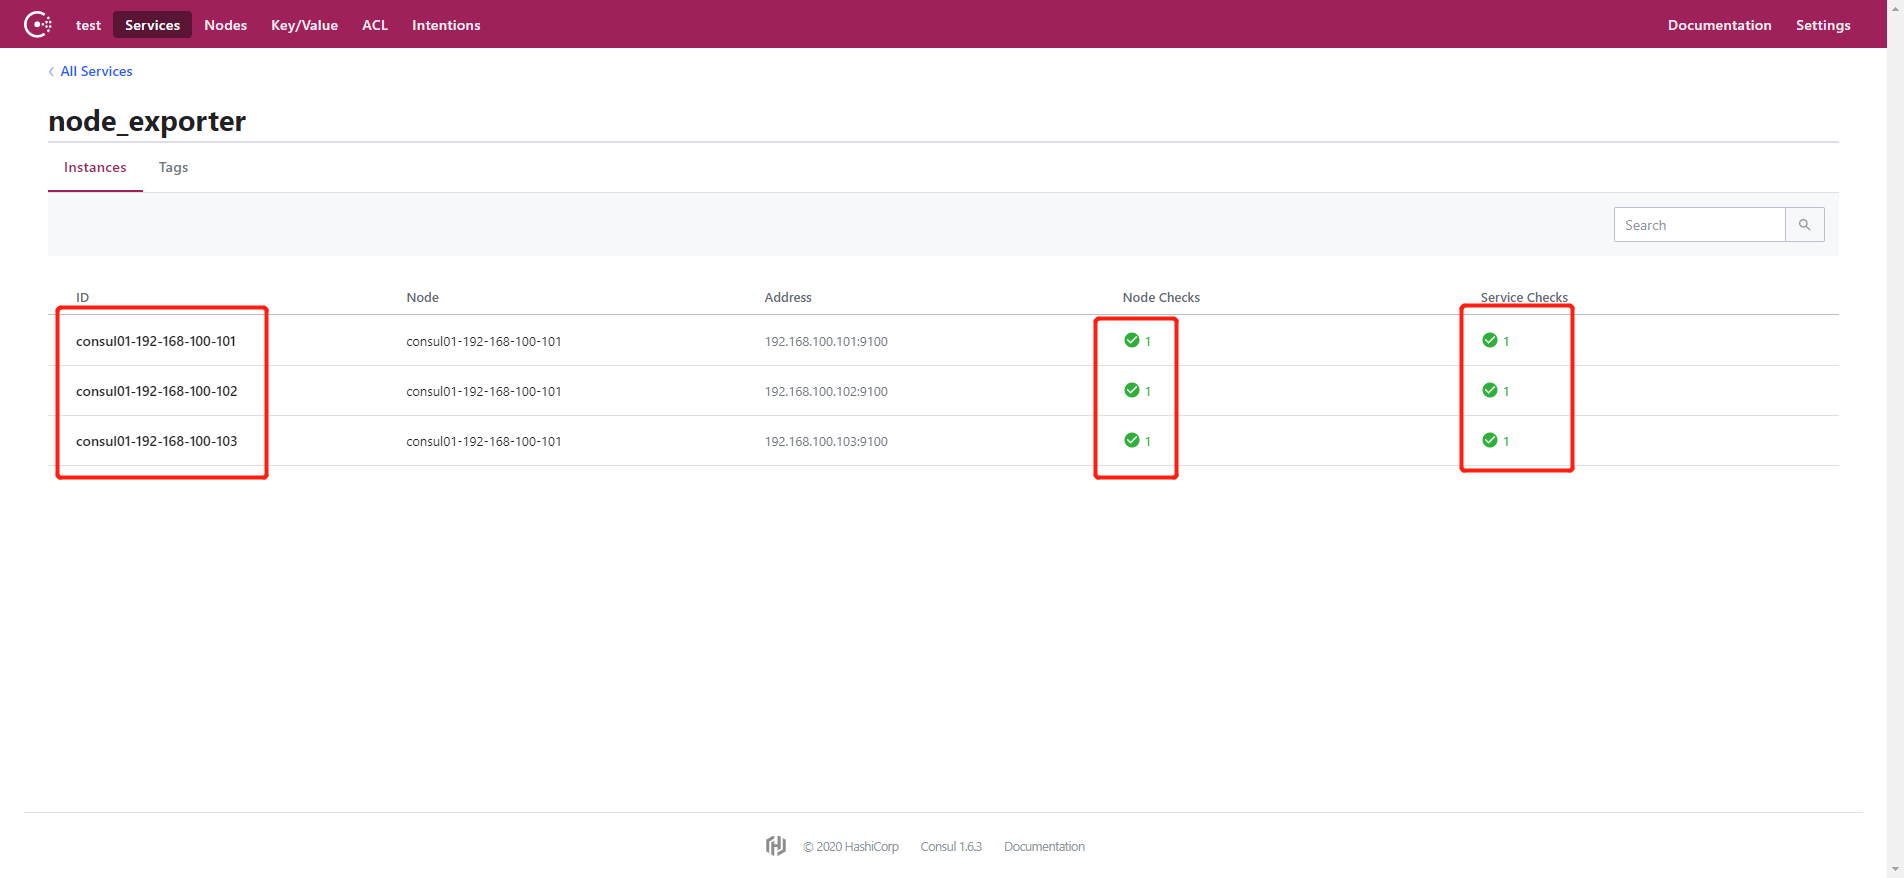 test Services Nodes Key/Value ACL Intentions Documentation Settings
All Services
node_exporter
Instances Tags
Search
ID Node Address Node Checks Service Checks
consul01-192-168-100-101 consul01-192-168-100-101 192.168.100.101:9100 1 1
consul01-192-168-100-102 consul01-192-168-100-101 192.168.100.102:9100 1 1
consul01-192-168-100-103 consul01-192-168-100-101 192.168.100.103:9100 1 1
© 2020 HashiCorp Consul 1.6.3 Documentation